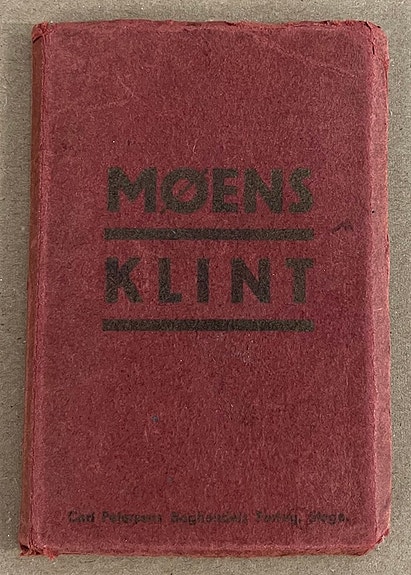 MØENS
KLINT
Carl Petersens Boghandels Forlag, Stege.